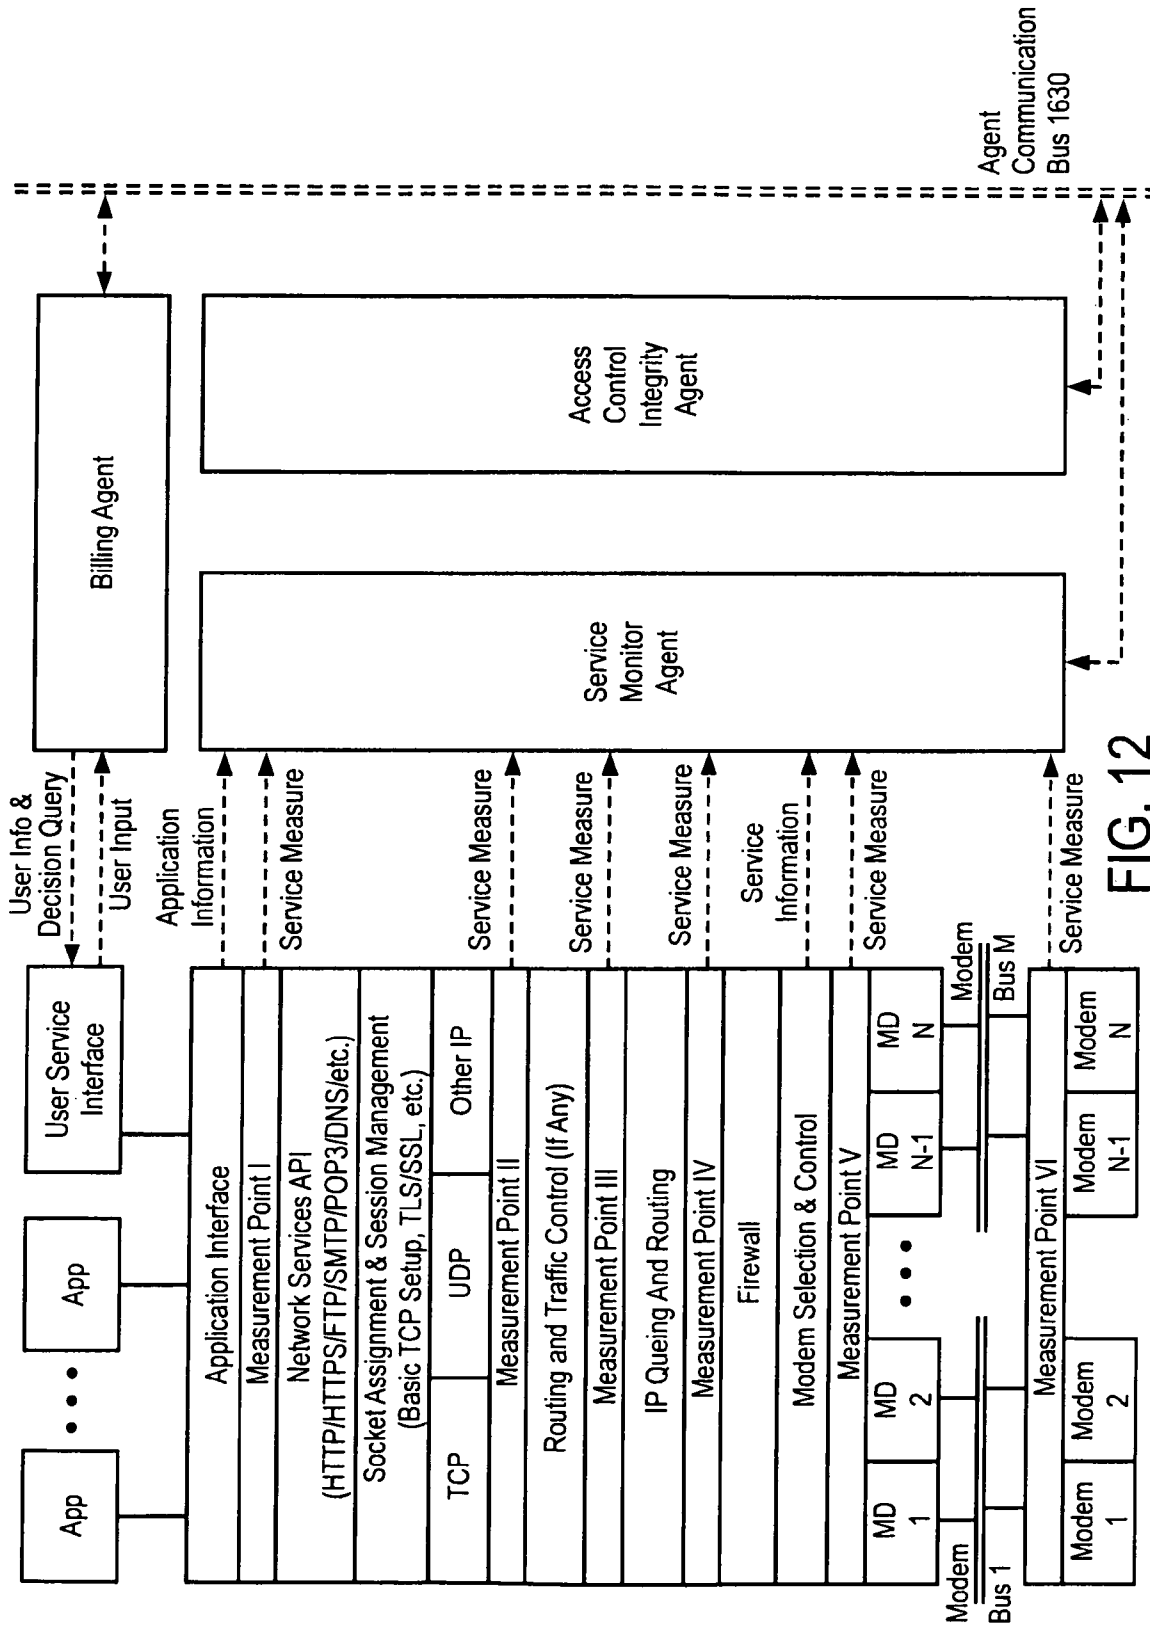 App
App
User Service
Interface
User Info &
Decision Query
User Input
Billing Agent
Application Interface
Application
Information
Measurement Point I
Service Measure
Network Services API
(HTTP/HTTPS/FTP/SMTP/POP3/DNS/etc.)
Socket Assignment & Session Management
(Basic TCP Setup, TLS/SSL, etc.)
TCP
UDP
Other IP
Measurement Point II
Service Measure
Routing and Traffic Control (If Any)
Measurement Point III
Service Measure
IP Queing And Routing
Measurement Point IV
Service Measure
Firewall
Modem Selection & Control
Service
Information
Measurement Point V
Service Measure
MD
1
MD
2
MD
N-1
MD
N
Modem
Bus 1
Modem
Bus M
Measurement Point VI
Service Measure
Modem
1
Modem
2
Modem
N-1
Modem
N
Service
Monitor
Agent
Access
Control
Integrity
Agent
Agent
Communication
Bus 1630
FIG. 12